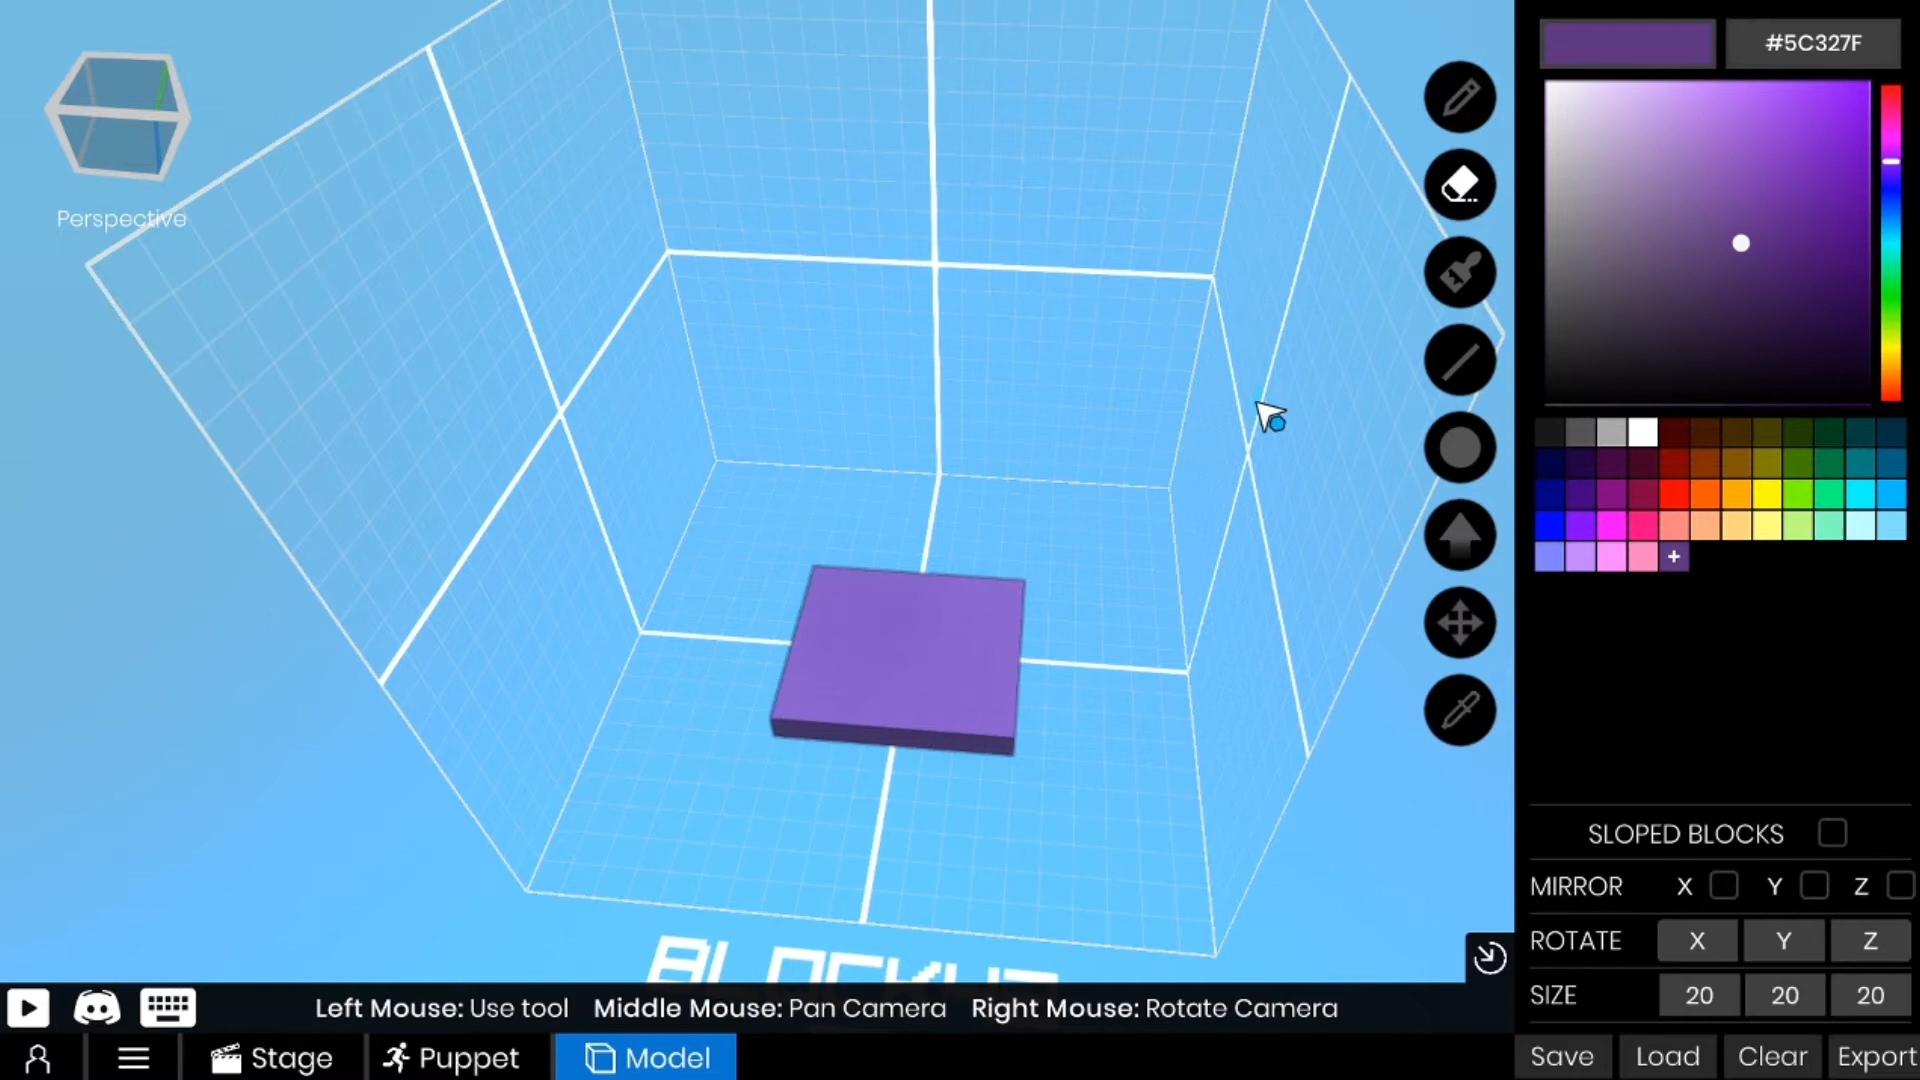 Perspective
#5C327F
+
SLOPED BLOCKS
MIRROR X Y Z
ROTATE X Y Z
SIZE 20 20 20
Left Mouse: Use tool Middle Mouse: Pan Camera Right Mouse: Rotate Camera
Stage Puppet Model
Save Load Clear Export